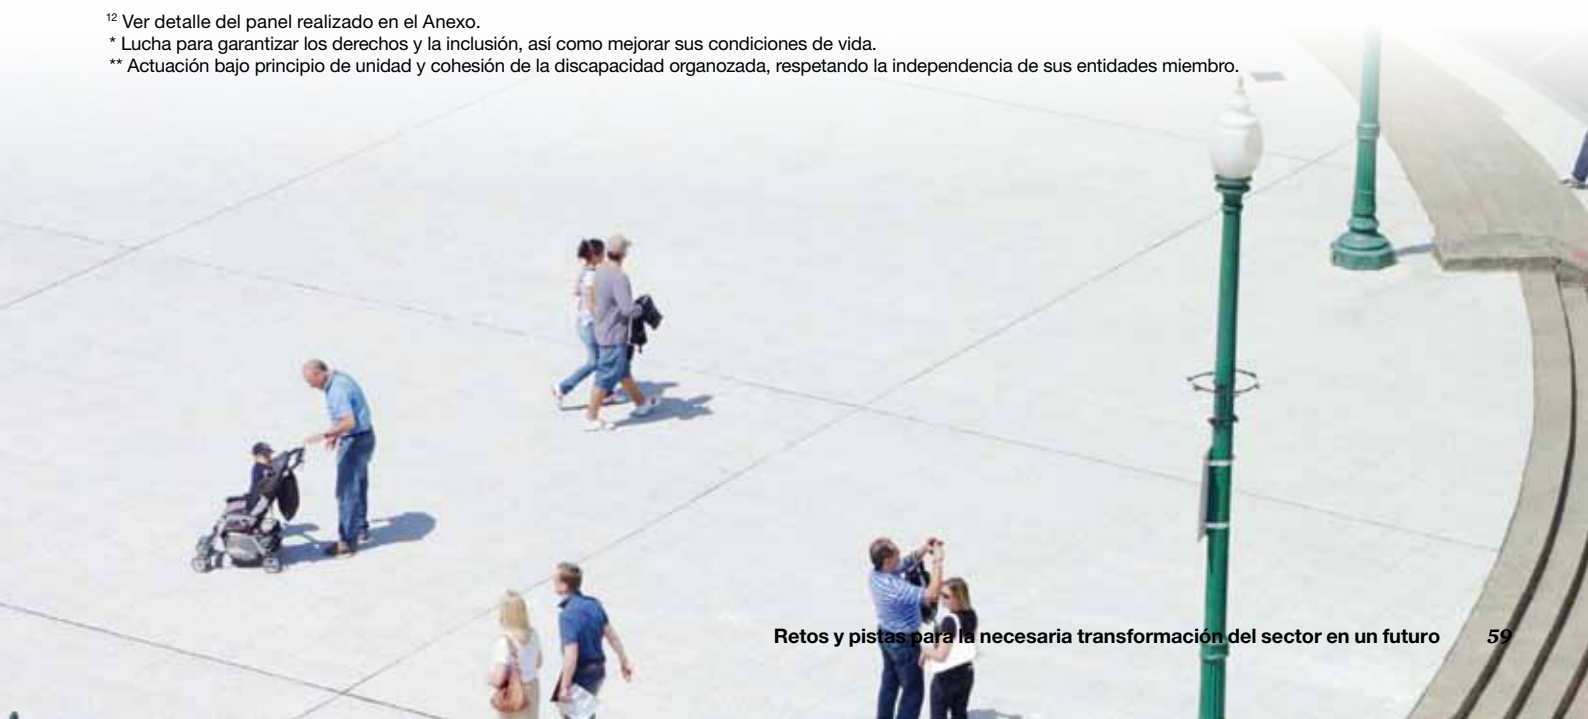 12 Ver detalle del panel realizado en el Anexo.
* Lucha para garantizar los derechos y la inclusión, así como mejorar sus condiciones de vida.
** Actuación bajo principio de unidad y cohesión de la discapacidad organozada, respetando la independencia de sus entidades miembro.
Retos y pistas para la necesaria transformación del sector en un futuro 59